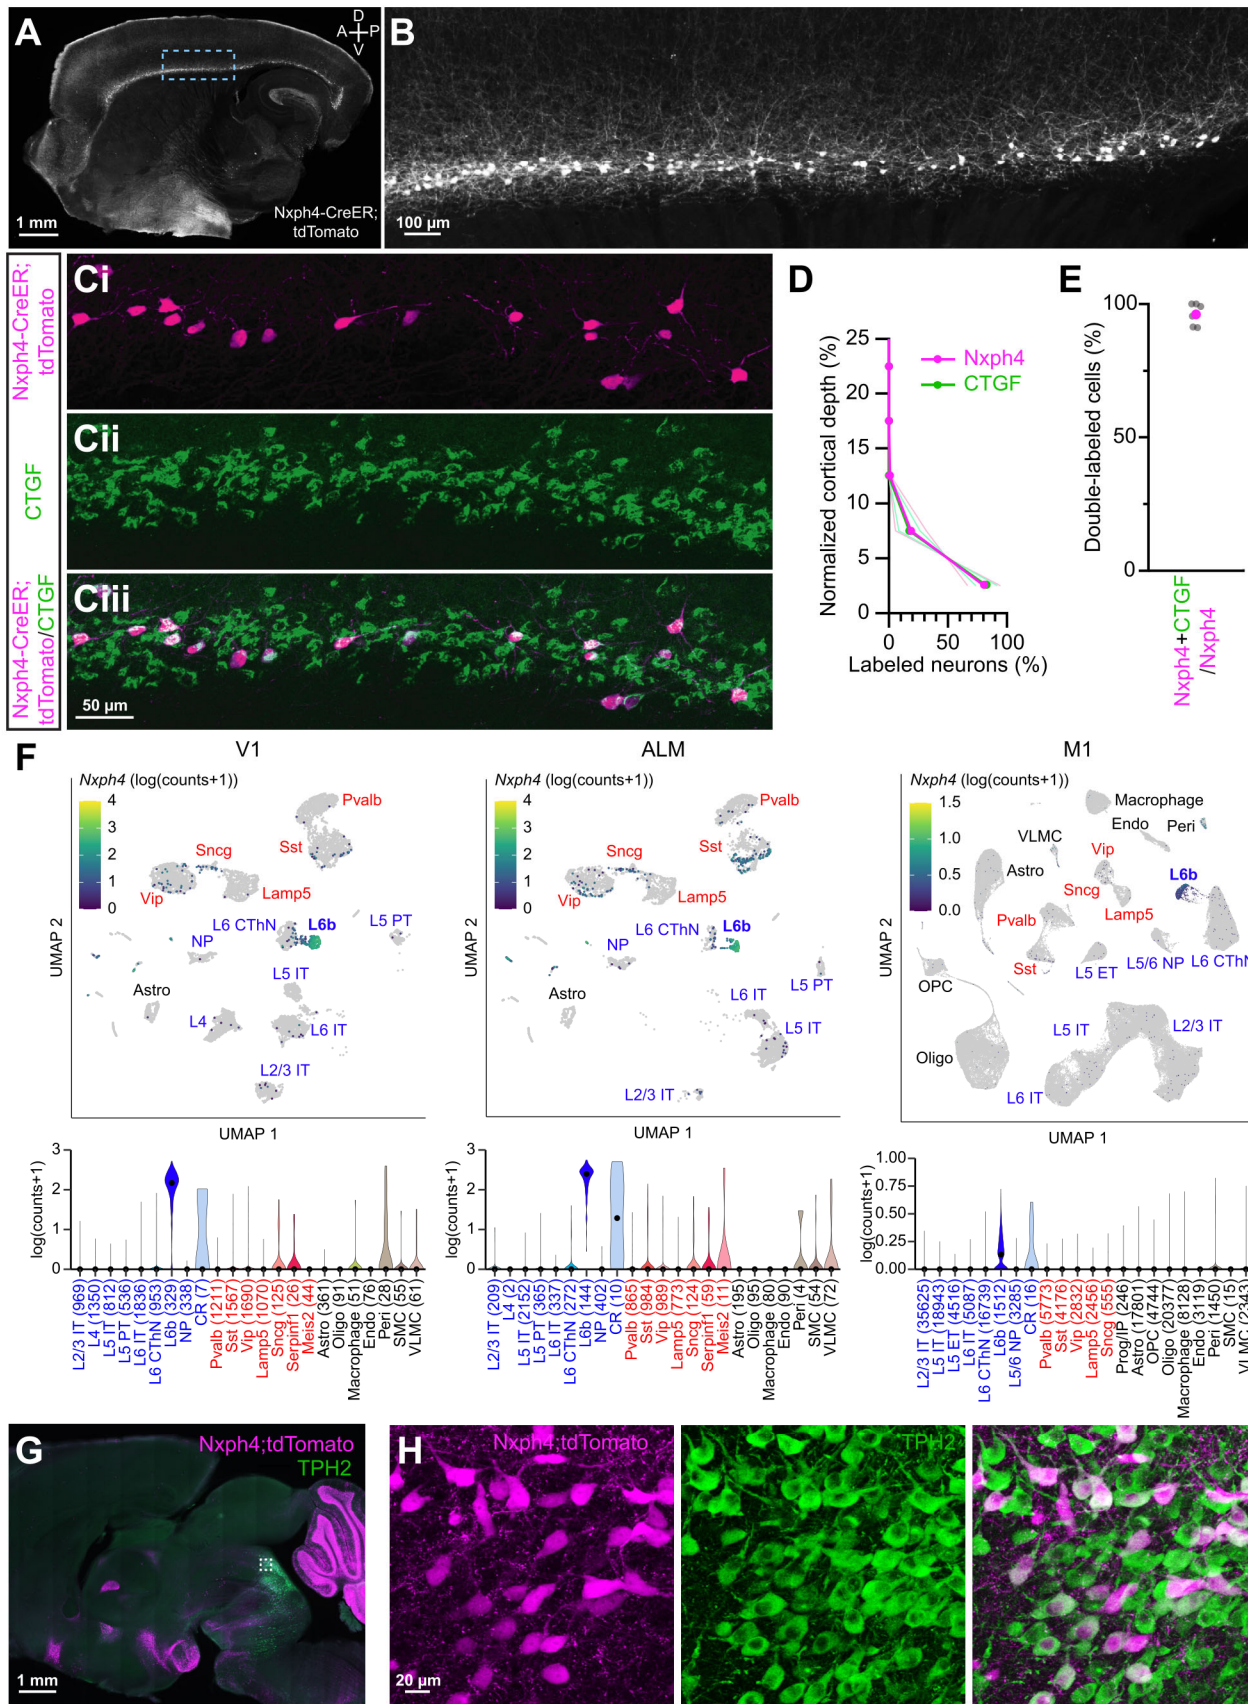 A
D
A
P
V
1 mm
Nxph4-CreER;
tdTomato
B
100 µm
Nxph4-CreER;
tdTomato
Ci
CTGF
Cii
Nxph4-CreER;
tdTomato/CTGF
Ciii
50 µm
D
Normalized cortical depth (%)
25
20
15
10
5
0
Nxph4
CTGF
0
50
100
Labeled neurons (%)
E
Double-labeled cells (%)
100
50
0
Nxph4+CTGF
/Nxph4
F
V1
Nxph4 (log(counts+1))
4
3
2
1
0
Pvalb
Sst
Sncg
Vip
Lamp5
L6 CThN
L6b
L5 PT
NP
L5 IT
Astro
L4
L6 IT
L2/3 IT
UMAP 2
UMAP 1
ALM
Nxph4 (log(counts+1))
4
3
2
1
0
Pvalb
Sst
Sncg
Vip
Lamp5
L6 CThN
L6b
NP
L5 PT
L6 IT
Astro
L5 IT
L2/3 IT
UMAP 2
UMAP 1
M1
Nxph4 (log(counts+1))
1.5
1.0
0.5
0.0
Macrophage
Endo
Peri
VLMC
Vip
Astro
Sncg
L6b
Lamp5
Pvalb
Sst
L5 ET
L5/6 NP
L6 CThN
OPC
L5 IT
L2/3 IT
Oligo
L6 IT
UMAP 2
UMAP 1
log(counts+1)
3
2
1
0
L2/3 IT (969)
L4 (1350)
L5 IT (812)
L5 PT (536)
L6 IT (1836)
L6 CThN (953)
L6b (329)
NP (338)
CR (7)
Pvalb (1211)
Sst (1567)
Vip (1690)
Lamp5 (1070)
Sncg (125)
Serpinf1 (26)
Meis2 (44)
Astro (361)
Oligo (91)
Macrophage (51)
Endo (76)
Peri (28)
SMC (55)
VLMC (61)
log(counts+1)
3
2
1
0
L2/3 IT (209)
L4 (2)
L5 IT (2152)
L5 PT (365)
L6 IT (337)
L6 CThN (272)
L6b (144)
NP (402)
CR (10)
Pvalb (865)
Sst (984)
Vip (989)
Lamp5 (773)
Sncg (124)
Serpinf1 (59)
Meis2 (11)
Astro (195)
Oligo (95)
Macrophage (80)
Endo (90)
Peri (4)
SMC (54)
VLMC (72)
log(counts+1)
1.00
0.75
0.50
0.25
0.00
L2/3 IT (35625)
L5 IT (18943)
L5 ET (4516)
L6 IT (5087)
L6 CThN (16739)
L6b (1512)
L5/6 NP (3285)
CR (16)
Pvalb (5773)
Sst (4176)
Vip (2832)
Lamp5 (2456)
Sncg (555)
Prog/IP (246)
Astro (17801)
OPC (4744)
Oligo (20377)
Macrophage (8128)
Endo (3119)
Peri (1450)
SMC (15)
VLMC (2343)
G
Nxph4;tdTomato
TPH2
1 mm
H
Nxph4;tdTomato
20 µm
TPH2